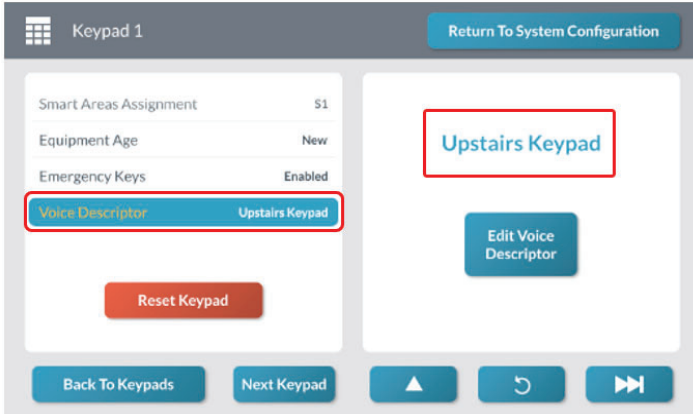 Keypad 1
Return To System Configuration
Smart Areas Assignment S1
Equipment Age New
Emergency Keys Enabled
Voice Descriptor Upstairs Keypad
Reset Keypad
Upstairs Keypad
Edit Voice
Descriptor
Back To Keypads
Next Keypad